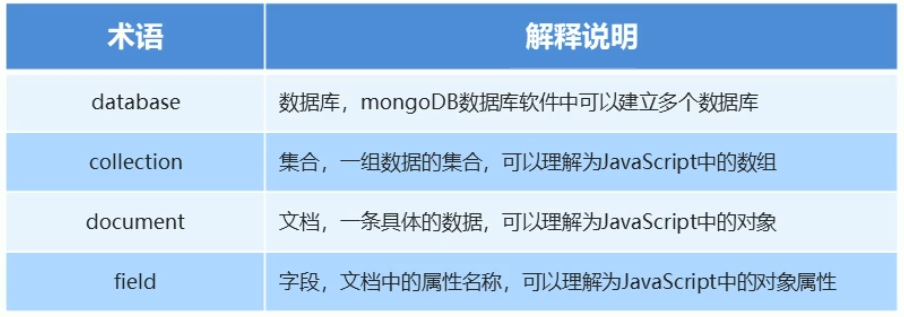 术语 解释说明
database 数据库，mongoDB数据库软件中可以建立多个数据库
collection 集合，一组数据的集合，可以理解为JavaScript中的数组
document 文档，一条具体的数据，可以理解为JavaScript中的对象
field 字段，文档中的属性名称，可以理解为JavaScript中的对象属性